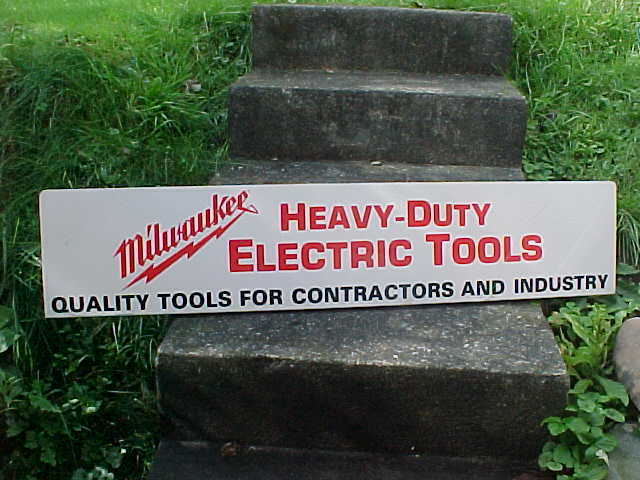 Milwaukee
HEAVY-DUTY
ELECTRIC TOOLS
QUALITY TOOLS FOR CONTRACTORS AND INDUSTRY